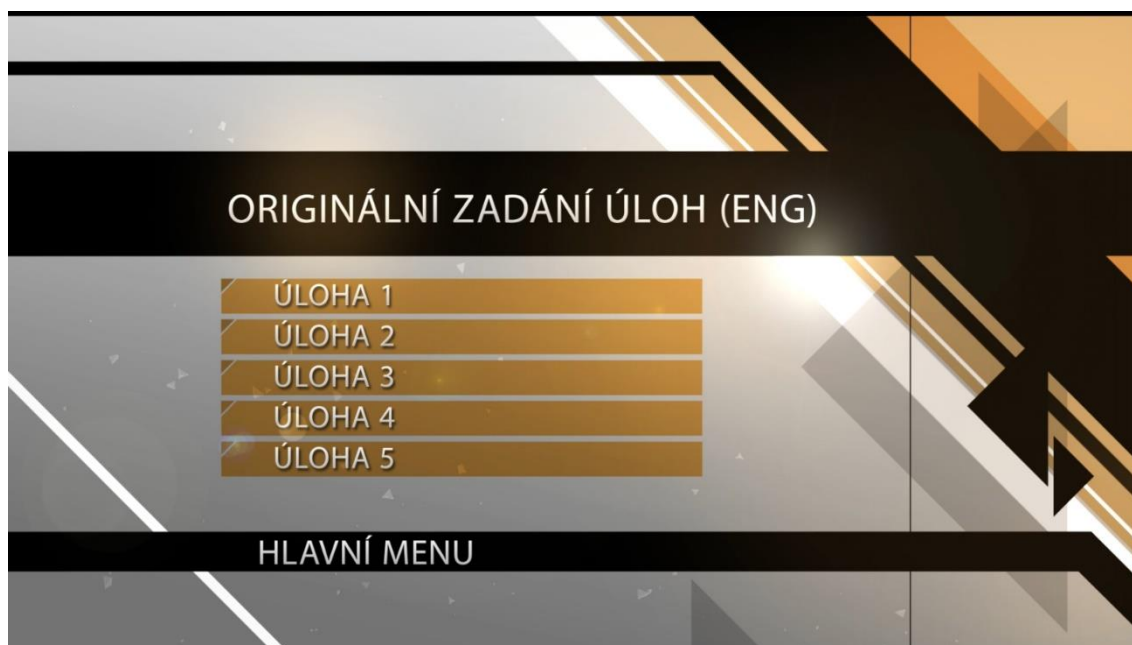 ORIGINÁLNÍ ZADÁNÍ ÚLOH (ENG)
ÚLOHA 1
ÚLOHA 2
ÚLOHA 3
ÚLOHA 4
ÚLOHA 5
HLAVNÍ MENU